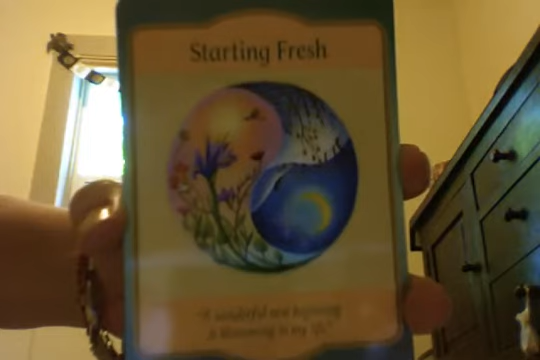 Starting Fresh
"A wonderful new beginning
is blossoming in my life."